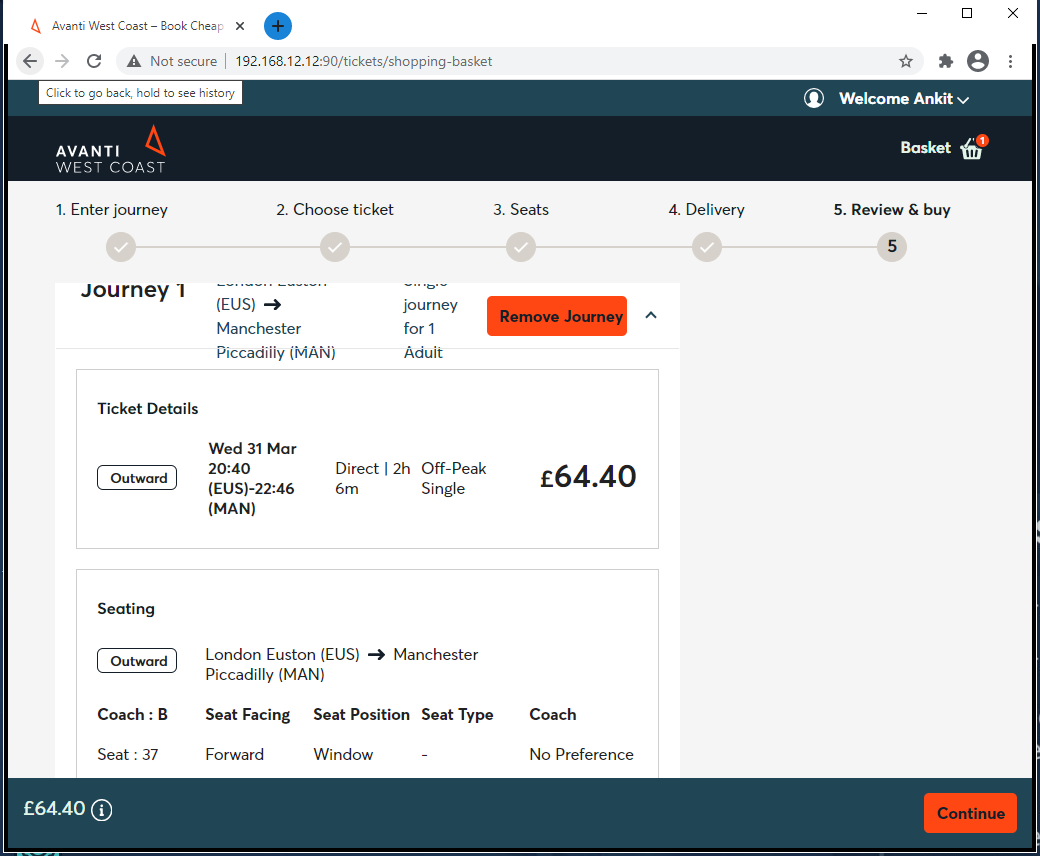 Avanti West Coast – Book Cheap
Not secure | 192.168.12.12:90/tickets/shopping-basket
Click to go back, hold to see history
Welcome Ankit
AVANTI
WEST COAST
Basket 1
1. Enter journey 2. Choose ticket 3. Seats 4. Delivery 5. Review & buy
5
Journey 1
London Euston
(EUS) →
Manchester
Piccadilly (MAN)
Single
journey
for 1
Adult
Remove Journey
Ticket Details
Outward
Wed 31 Mar
20:40
(EUS)-22:46
(MAN)
Direct | 2h
6m
Off-Peak
Single
£64.40
Seating
Outward
London Euston (EUS) → Manchester
Piccadilly (MAN)
Coach : B Seat Facing Seat Position Seat Type Coach
Seat : 37 Forward Window - No Preference
£64.40
Continue